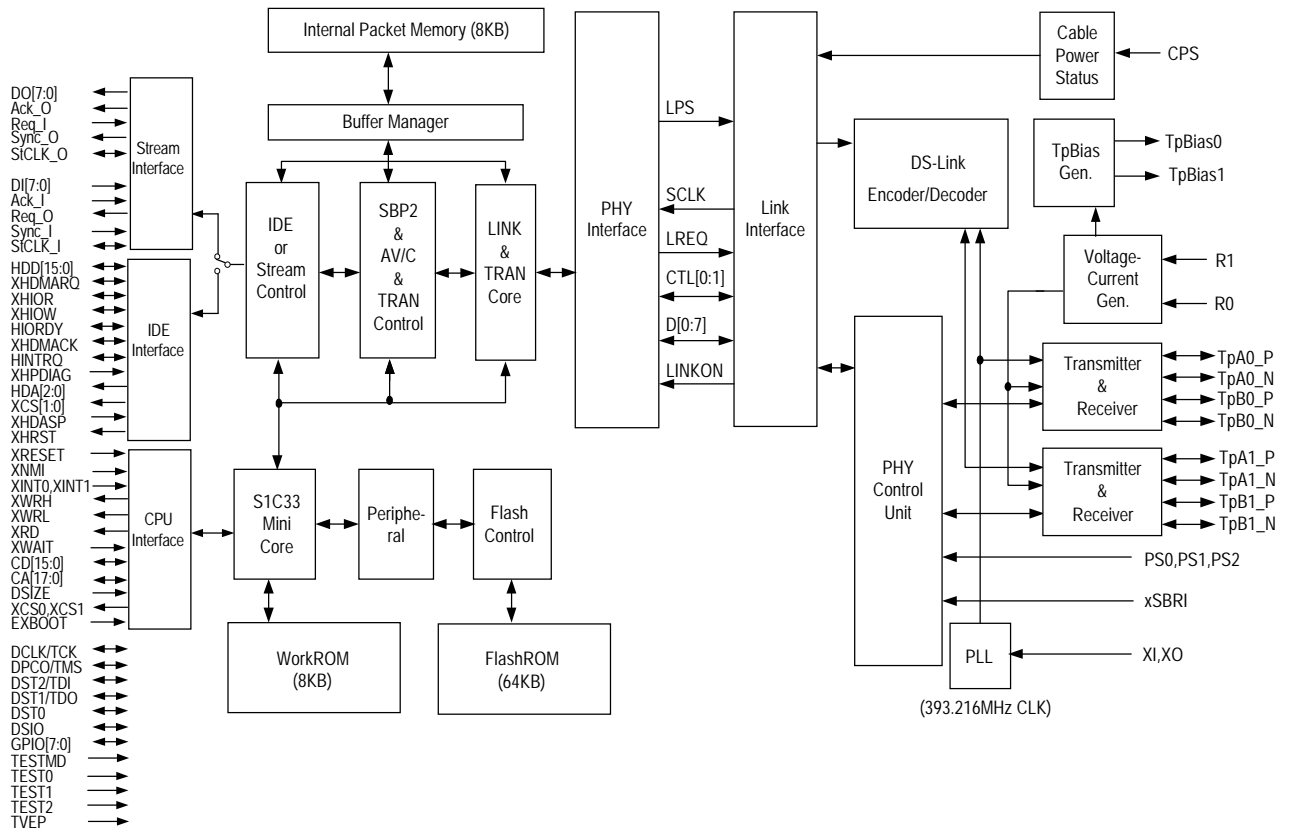 Internal Packet Memory (8KB)
Buffer Manager
DO[7:0]
Ack_O
Req_I
Sync_O
StCLK_O
DI[7:0]
Ack_I
Req_O
Sync_I
StCLK_I
Stream
Interface
HDD[15:0]
XHDMARQ
XHIOR
XHIOW
HIORDY
XHDMACK
HINTRQ
XHPDIAG
HDA[2:0]
XCS[1:0]
XHDASP
XHRST
IDE
Interface
XRESET
XNMI
XINT0,XINT1
XWRH
XWRL
XRD
XWAIT
CD[15:0]
CA[17:0]
DSIZE
XCS0,XCS1
EXBOOT
CPU
Interface
DCLK/TCK
DPCO/TMS
DST2/TDI
DST1/TDO
DST0
DSIO
GPIO[7:0]
TESTMD
TEST0
TEST1
TEST2
TVEP
IDE
or
Stream
Control
SBP2
&
AV/C
&
TRAN
Control
LINK
&
TRAN
Core
S1C33
Mini
Core
Periphe-
ral
Flash
Control
WorkROM
(8KB)
FlashROM
(64KB)
PHY
Interface
LPS
SCLK
LREQ
CTL[0:1]
D[0:7]
LINKON
Link
Interface
Cable
Power
Status
CPS
DS-Link
Encoder/Decoder
TpBias
Gen.
TpBias0
TpBias1
Voltage-
Current
Gen.
R1
R0
Transmitter
&
Receiver
TpA0_P
TpA0_N
TpB0_P
TpB0_N
Transmitter
&
Receiver
TpA1_P
TpA1_N
TpB1_P
TpB1_N
PHY
Control
Unit
PS0,PS1,PS2
xSBRI
PLL
XI,XO
(393.216MHz CLK)